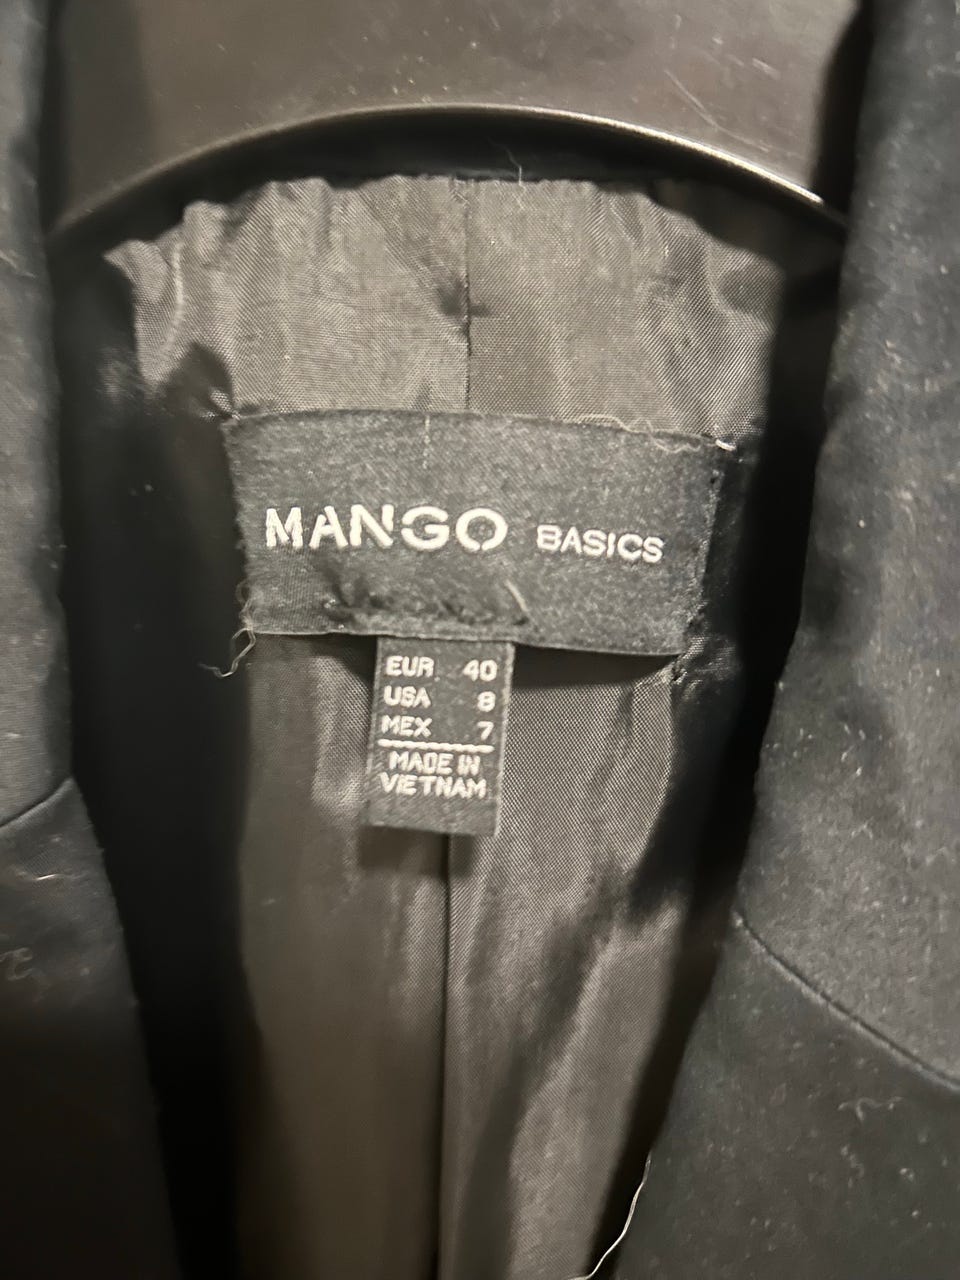 MANGO BASICS
EUR 40
USA 8
MEX 7
MADE IN
VIETNAM